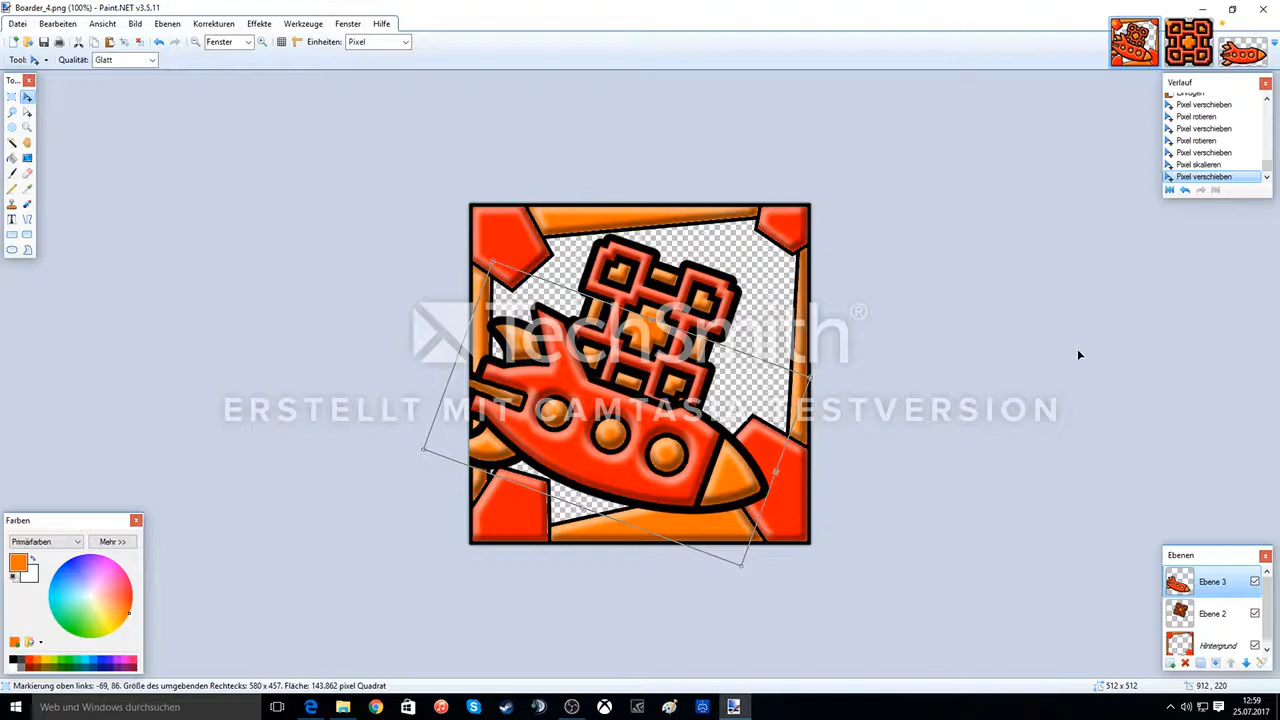 Boarder_4.png (100%) - Paint.NET v3.5.11
Datei Bearbeiten Ansicht Bild Ebenen Korrekturen Effekte Werkzeuge Fenster Hilfe
Fenster Einheiten: Pixel
Tool: Qualität: Glatt
To...
Verlauf
Einfügen
Pixel verschieben
Pixel rotieren
Pixel verschieben
Pixel rotieren
Pixel verschieben
Pixel skalieren
Pixel verschieben
TechSmith®
ERSTELLT MIT CAMTASIA TESTVERSION
Farben
Primärfarben Mehr >>
Ebenen
Ebene 3
Ebene 2
Hintergrund
Markierung oben links: -69, 86. Größe des umgebenden Rechtecks: 580 x 457. Fläche: 143.862 pixel Quadrat
512 x 512
912 , 220
Web und Windows durchsuchen
12:59
25.07.2017